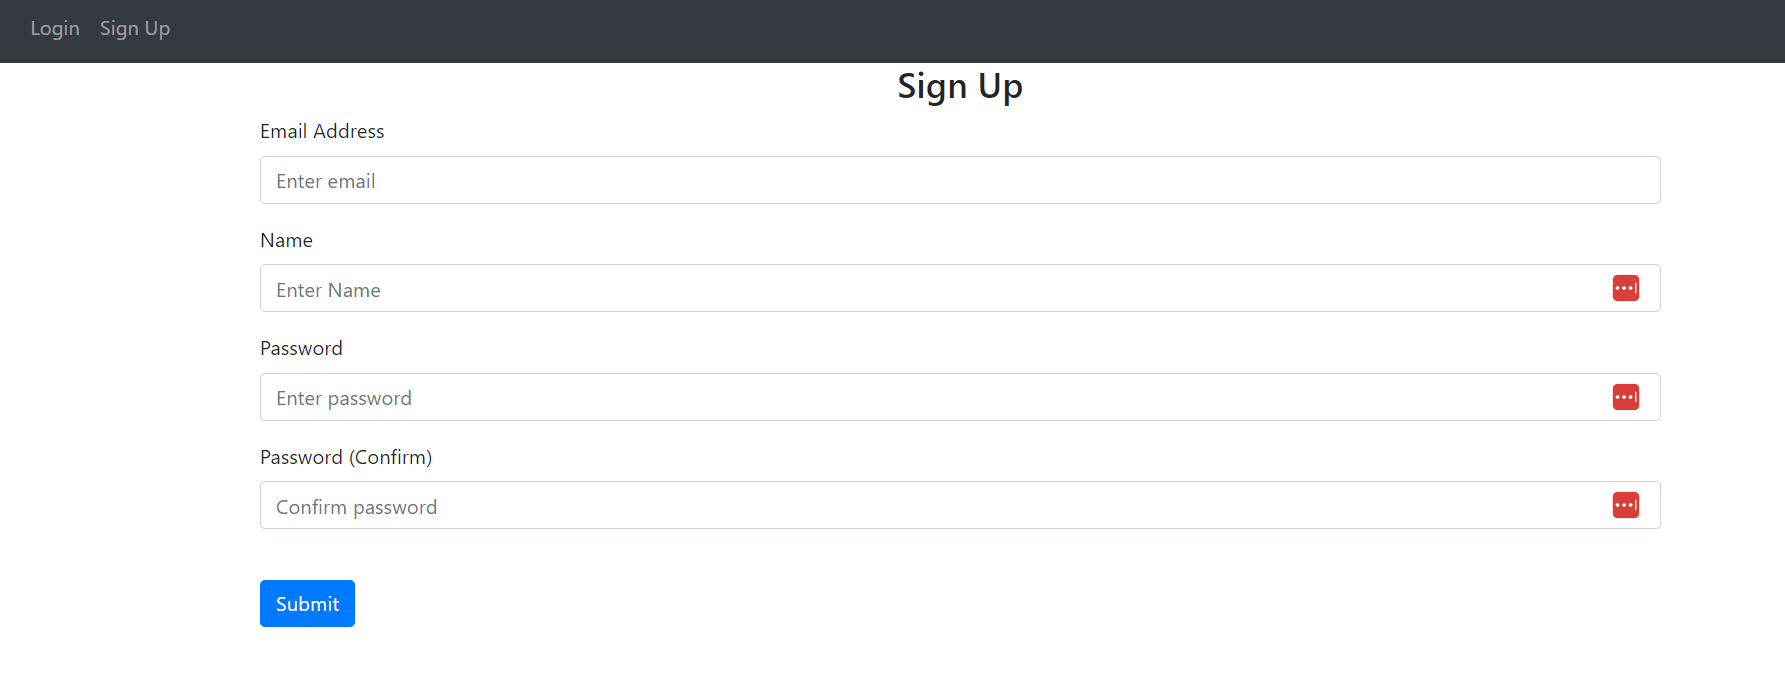 Login Sign Up
Sign Up
Email Address
Enter email
Name
Enter Name
Password
Enter password
Password (Confirm)
Confirm password
Submit